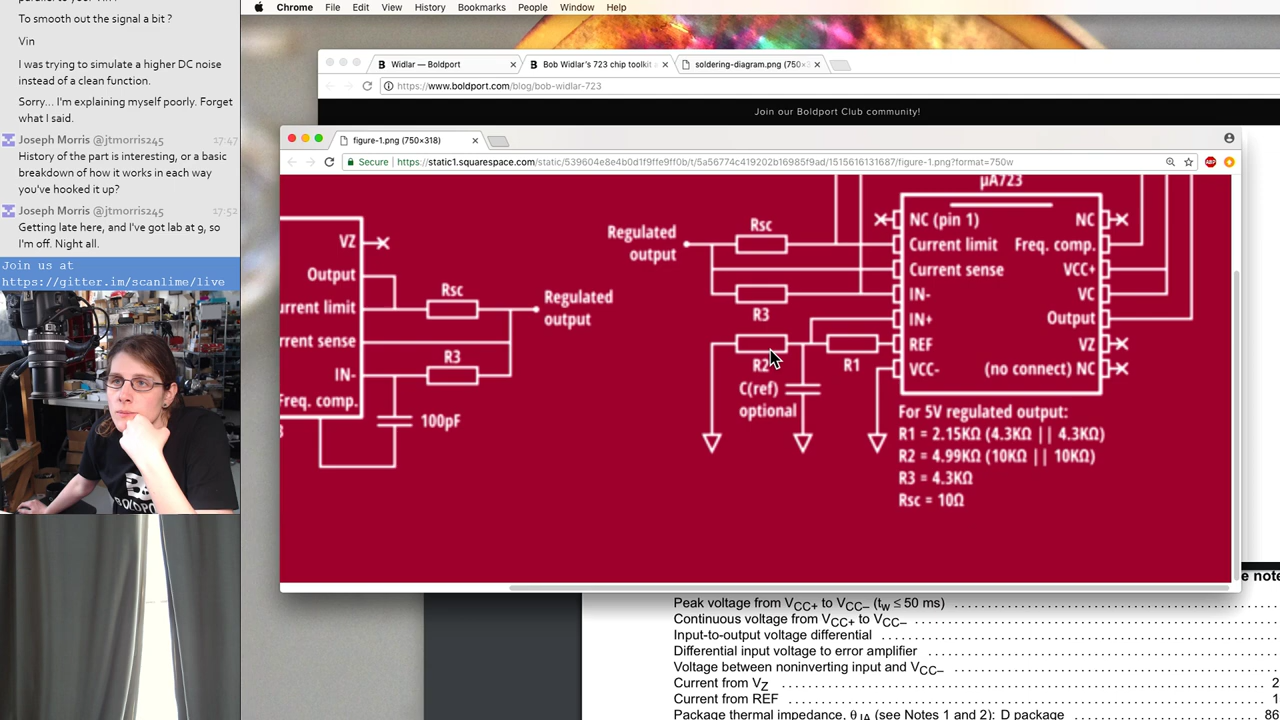 To smooth out the signal a bit ?
Vin
I was trying to simulate a higher DC noise
instead of a clean function.
Sorry... I'm explaining myself poorly. Forget
what I said.
Joseph Morris @jtmorris245 17:47
History of the part is interesting, or a basic
breakdown of how it works in each way
you've hooked it up?
Joseph Morris @jtmorris245 17:52
Getting late here, and I've got lab at 9, so
I'm off. Night all.
Join us at
https://gitter.im/scanlime/live
BOLDPO
Chrome File Edit View History Bookmarks People Window Help
B Widlar — Boldport
B Bob Widlar's 723 chip toolkit
soldering-diagram.png (750×3
https://www.boldport.com/blog/bob-widlar-723
Join our Boldport Club community!
figure-1.png (750×318)
Secure https://static1.squarespace.com/static/539604e8e4b0d1f9ffe9ff0b/t/5a56774c419202b16985f9ad/1515616131687/figure-1.png?format=750w
ABP
VZ
Output
urrent limit
rrent sense
IN-
Freq. comp.
Rsc
R3
Regulated
output
100pF
µA723
Regulated
output
Rsc
R3
R2
R1
C(ref)
optional
NC (pin 1) NC
Current limit Freq. comp.
Current sense VCC+
IN- VC
IN+ Output
REF VZ
VCC- (no connect) NC
For 5V regulated output:
R1 = 2.15KΩ (4.3KΩ || 4.3KΩ)
R2 = 4.99KΩ (10KΩ || 10KΩ)
R3 = 4.3KΩ
Rsc = 10Ω
e note
Peak voltage from VCC+ to VCC– (tw ≤ 50 ms)
Continuous voltage from VCC+ to VCC–
Input-to-output voltage differential
Differential input voltage to error amplifier
Voltage between noninverting input and VCC–
Current from VZ 2
Current from REF 1
Package thermal impedance, θJA (see Notes 1 and 2): D package 86